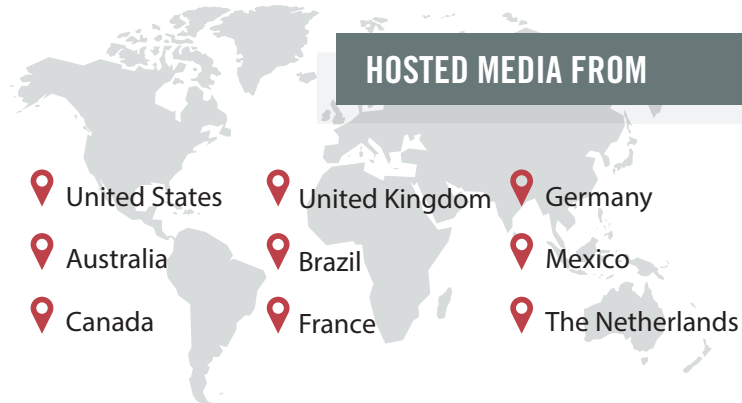 HOSTED MEDIA FROM
United States
United Kingdom
Germany
Australia
Brazil
Mexico
Canada
France
The Netherlands